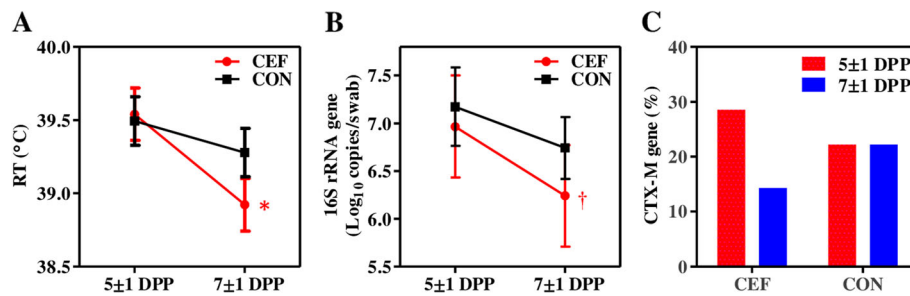 A
RT (°C)
40.0
39.5
39.0
38.5
CEF
CON
*
5±1 DPP
7±1 DPP
B
16S rRNA gene
(Log10 copies/swab)
7.5
7.0
6.5
6.0
5.5
CEF
CON
†
5±1 DPP
7±1 DPP
C
CTX-M gene (%)
40
30
20
10
0
5±1 DPP
7±1 DPP
CEF
CON